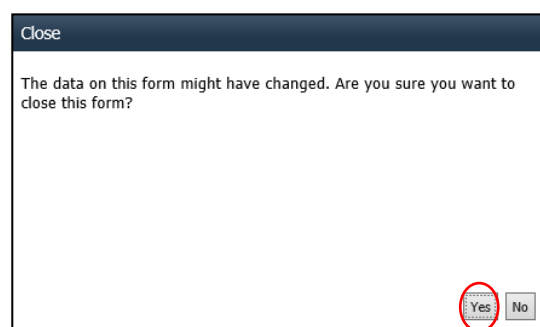 Close
The data on this form might have changed. Are you sure you want to
close this form?
Yes No